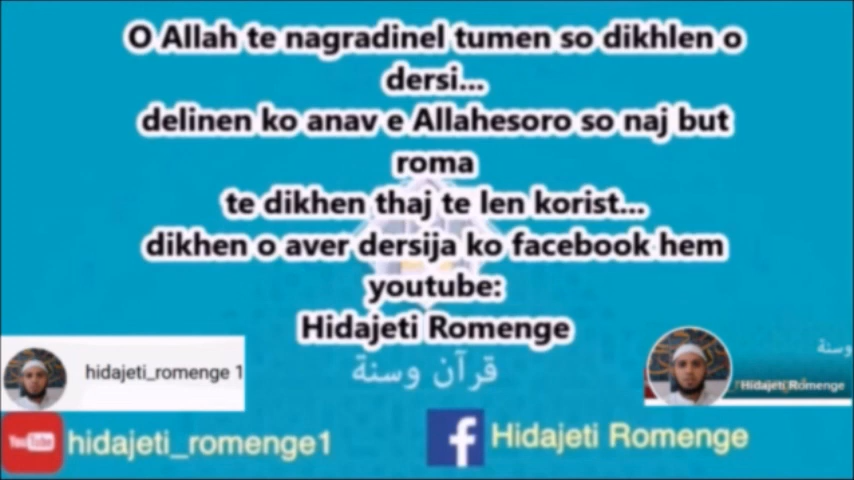 O Allah te nagradinel tumen so dikhlen o
dersi...
delinen ko anav e Allahesoro so naj but
roma
te dikhen thaj te len korist...
dikhen o aver dersija ko facebook hem
youtube:
Hidajeti Romenge
قرآن وسنة
hidajeti_romenge 1
وسنة
Hidajeti Romenge
YouTube
hidajeti_romenge1
f
Hidajeti Romenge